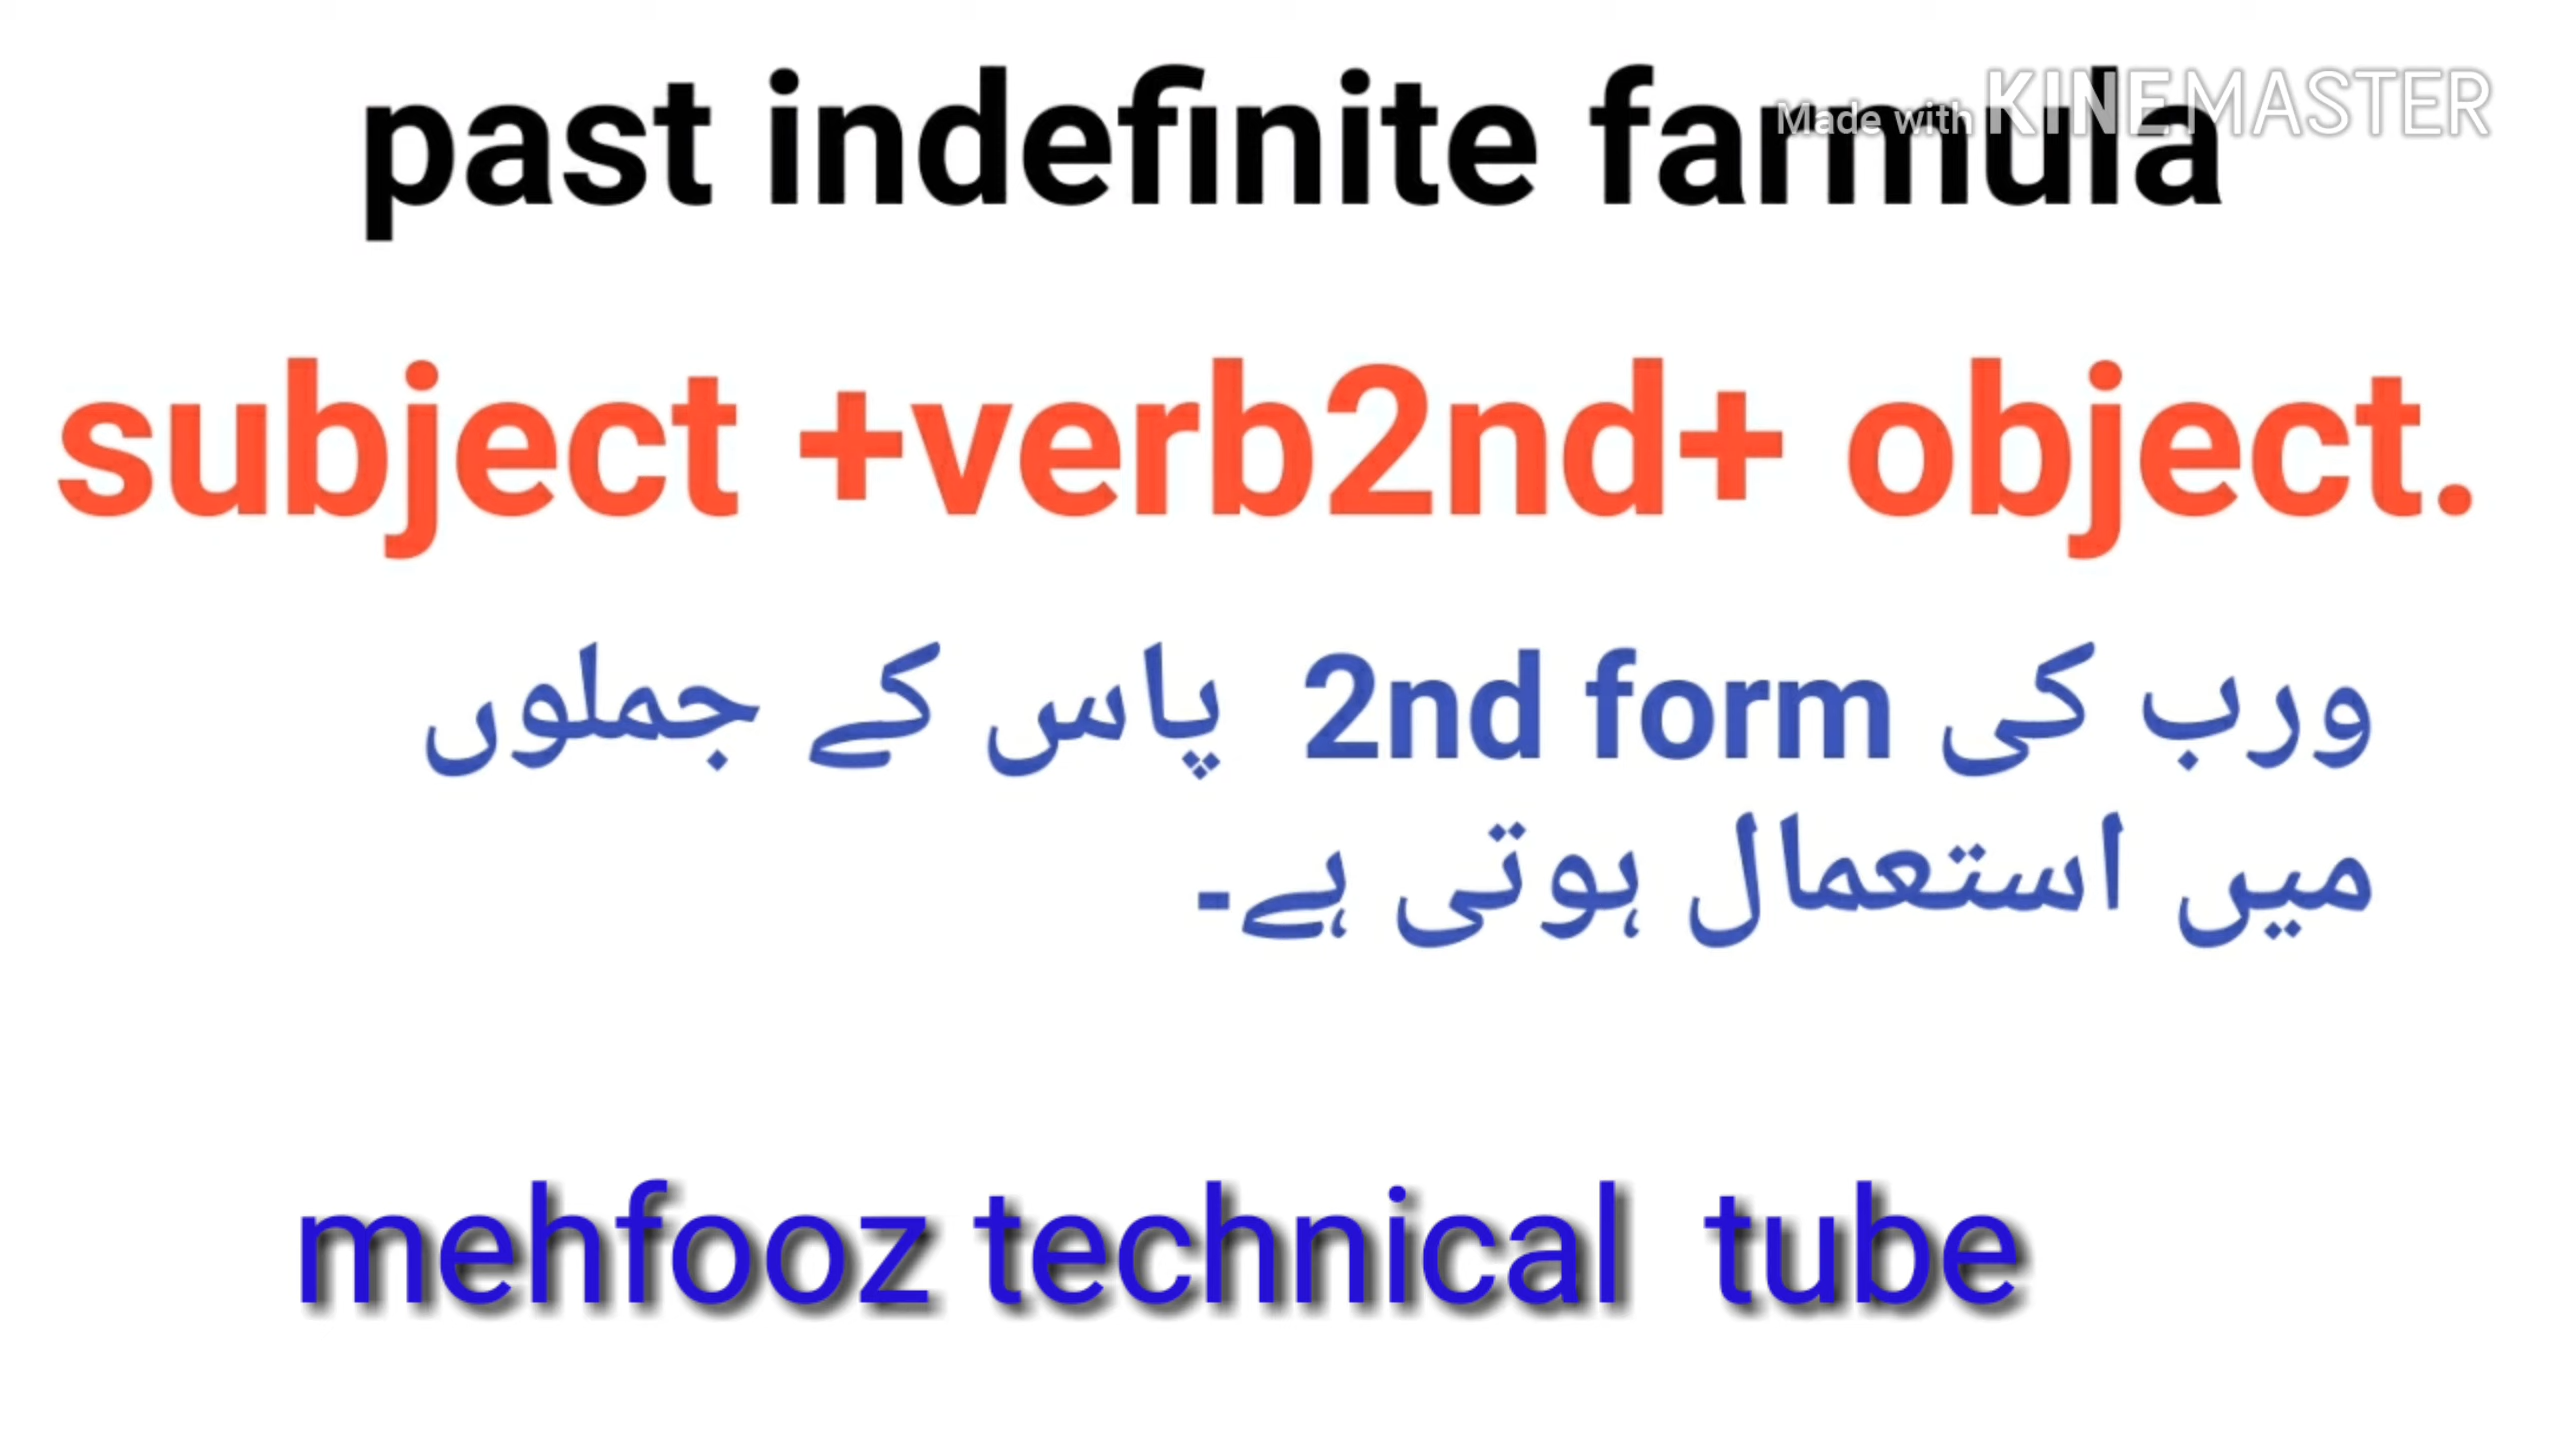 past indefinite farmula
Made with KINEMASTER
subject +verb2nd+ object.
ورب کی 2nd form پاس کے جملوں
میں استعمال ہوتی ہے۔
mehfooz technical tube